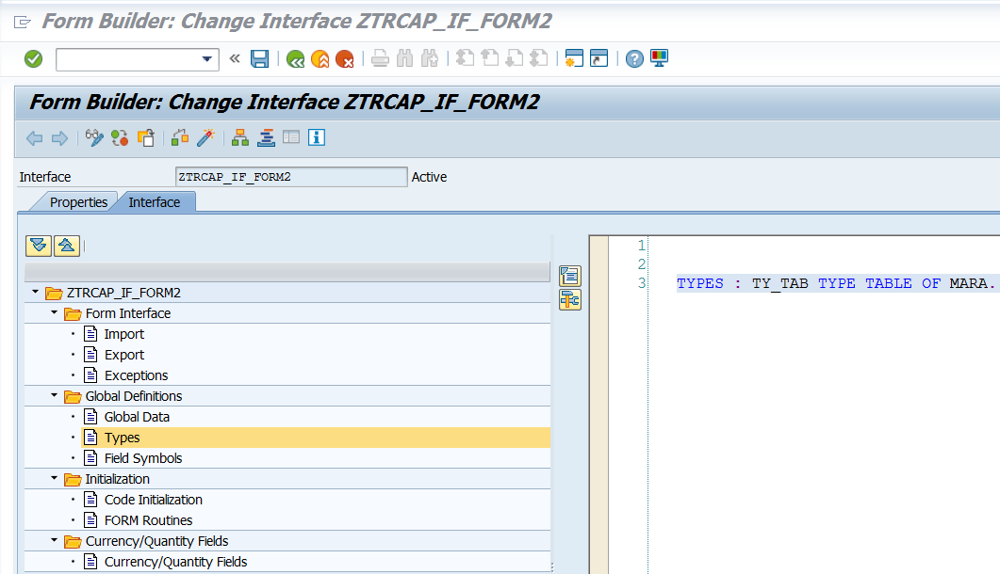 Form Builder: Change Interface ZTRCAP_IF_FORM2
Form Builder: Change Interface ZTRCAP_IF_FORM2
Interface ZTRCAP_IF_FORM2 Active
Properties Interface
ZTRCAP_IF_FORM2
Form Interface
Import
Export
Exceptions
Global Definitions
Global Data
Types
Field Symbols
Initialization
Code Initialization
FORM Routines
Currency/Quantity Fields
Currency/Quantity Fields
1
2
3 TYPES : TY_TAB TYPE TABLE OF MARA.